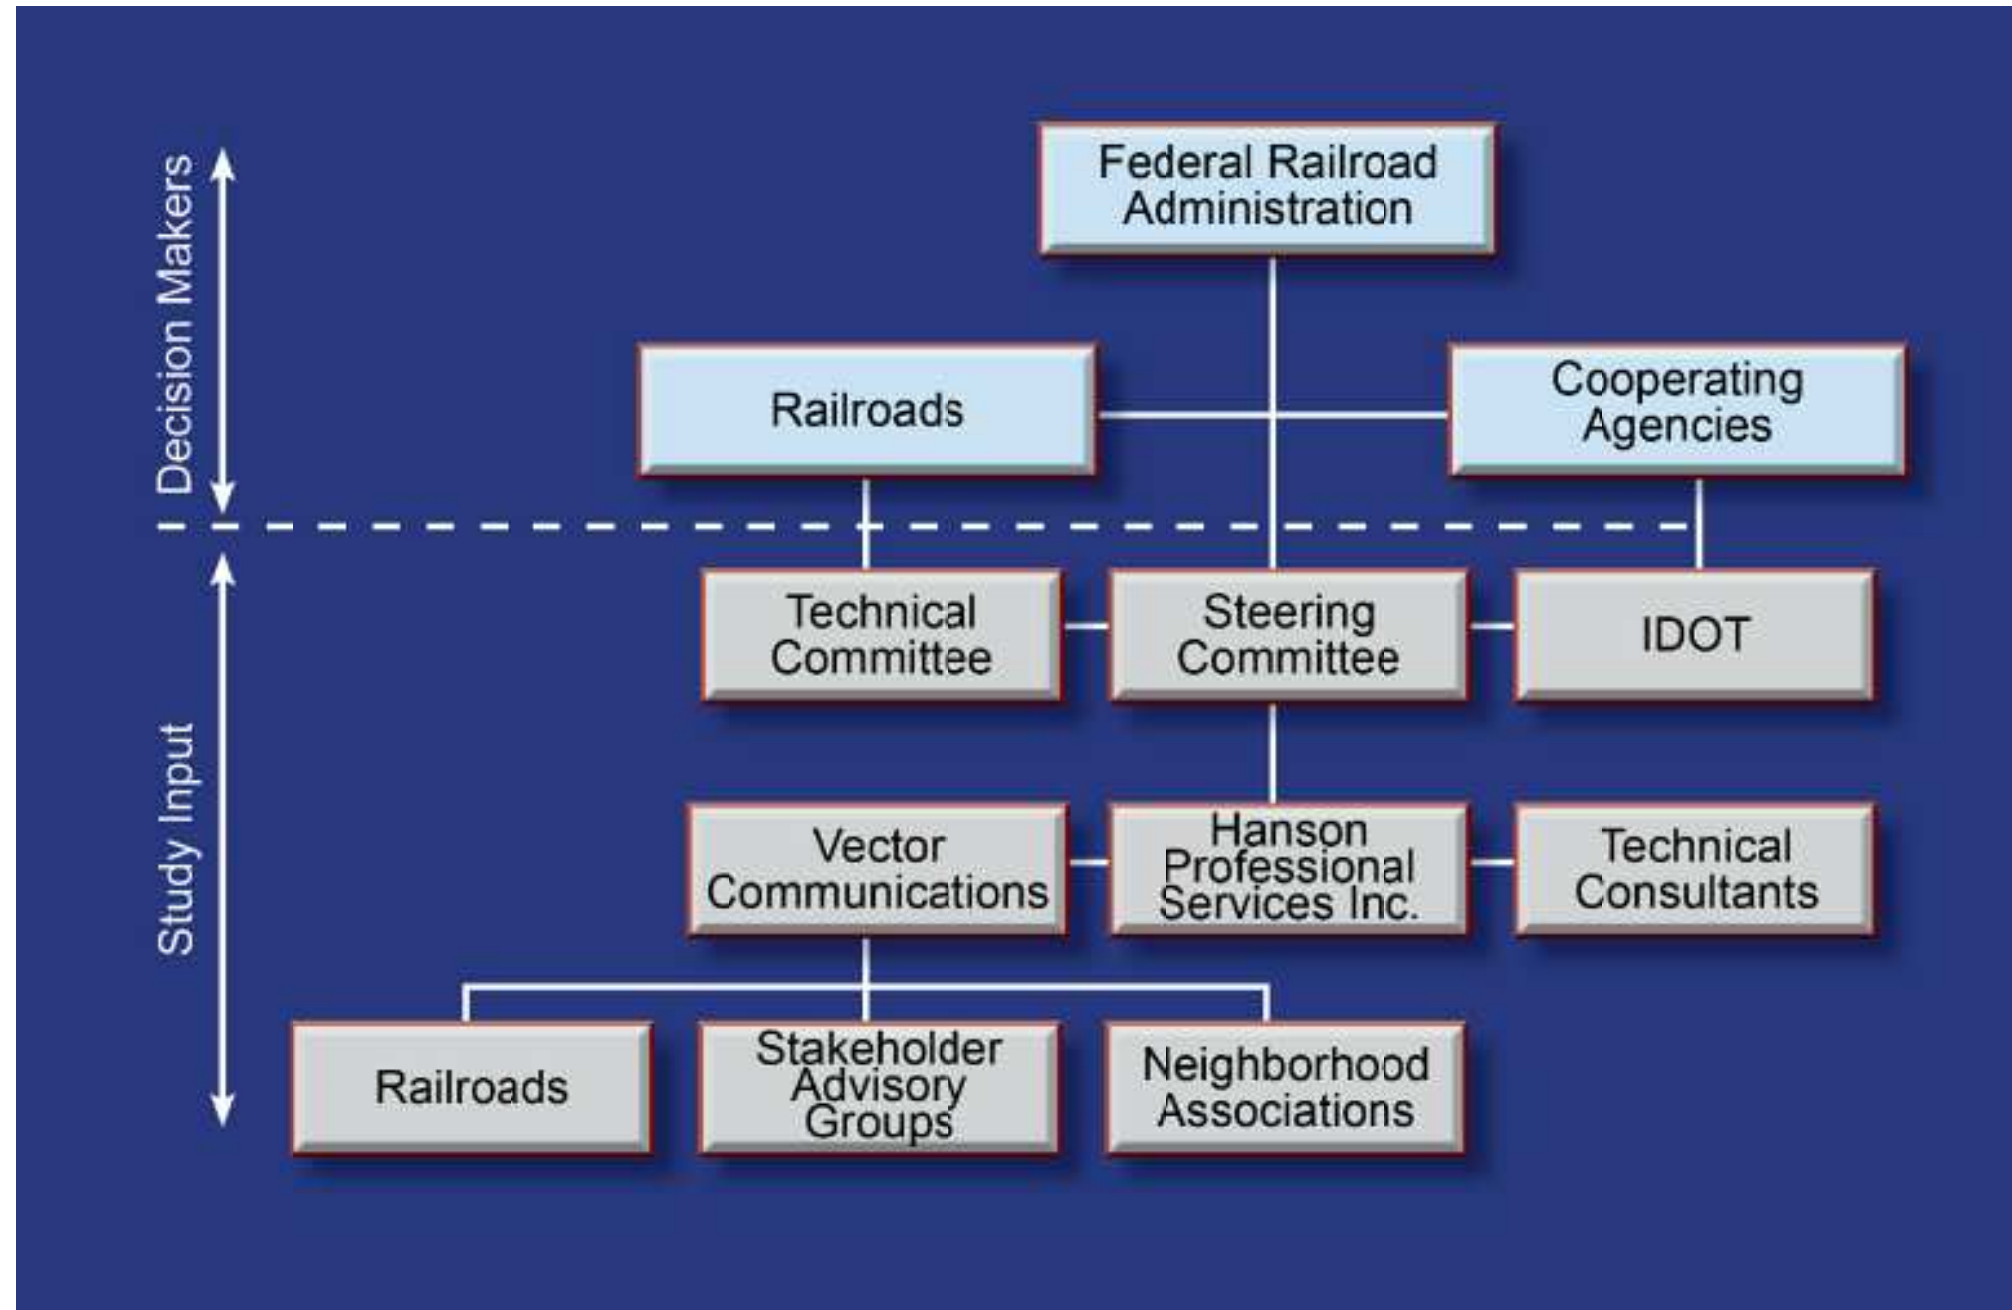 Decision Makers
Federal Railroad
Administration
Railroads
Cooperating
Agencies
Study Input
Technical
Committee
Steering
Committee
IDOT
Vector
Communications
Hanson
Professional
Services Inc.
Technical
Consultants
Railroads
Stakeholder
Advisory
Groups
Neighborhood
Associations